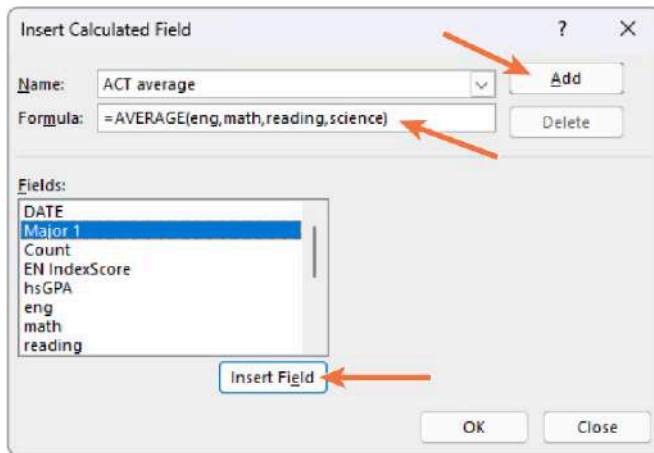 Insert Calculated Field ? X
Name: ACT average Add
Formula: =AVERAGE(eng,math,reading,science) Delete
Fields:
DATE
Major 1
Count
EN IndexScore
hsGPA
eng
math
reading
Insert Field
OK Close